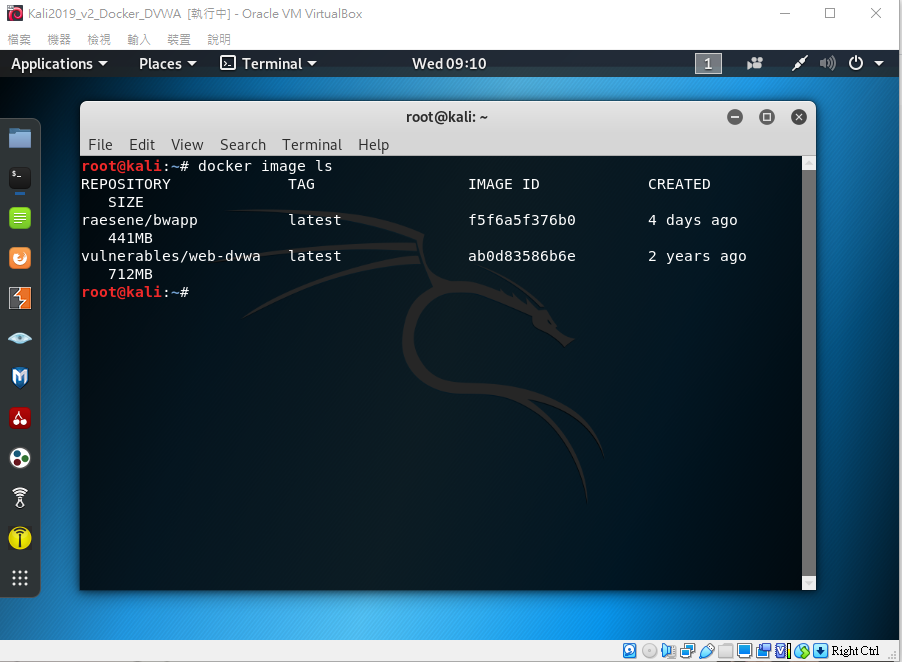 Kali2019_v2_Docker_DVWA [執行中] - Oracle VM VirtualBox
檔案 機器 檢視 輸入 裝置 說明
Applications Places Terminal Wed 09:10 1
root@kali: ~
File Edit View Search Terminal Help
root@kali:~# docker image ls
REPOSITORY TAG IMAGE ID CREATED
SIZE
raesene/bwapp latest f5f6a5f376b0 4 days ago
441MB
vulnerables/web-dvwa latest ab0d83586b6e 2 years ago
712MB
root@kali:~#
Right Ctrl